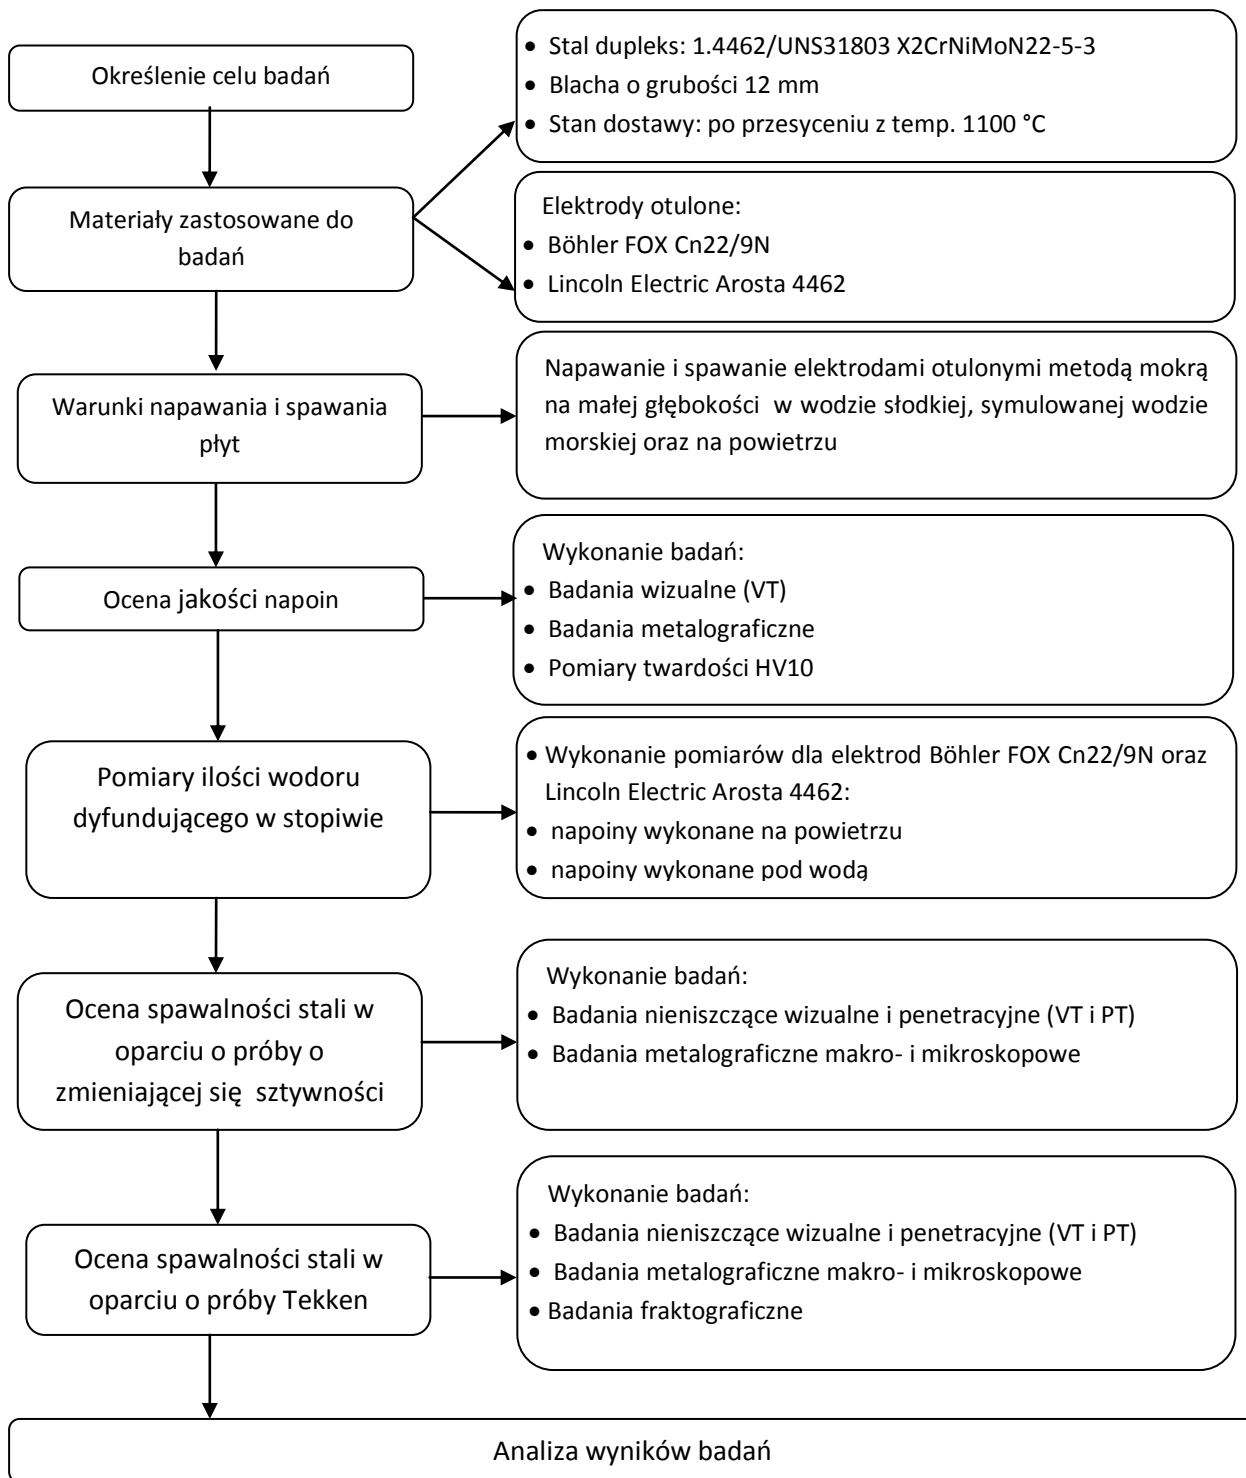 Określenie celu badań
• Stal dupleks: 1.4462/UNS31803 X2CrNiMoN22-5-3
• Blacha o grubości 12 mm
• Stan dostawy: po przesyceniu z temp. 1100 °C
Materiały zastosowane do
badań
Elektrody otulone:
• Böhler FOX Cn22/9N
• Lincoln Electric Arosta 4462
Warunki napawania i spawania
płyt
Napawanie i spawanie elektrodami otulonymi metodą mokrą
na małej głębokości w wodzie słodkiej, symulowanej wodzie
morskiej oraz na powietrzu
Ocena jakości napoin
Wykonanie badań:
• Badania wizualne (VT)
• Badania metalograficzne
• Pomiary twardości HV10
Pomiary ilości wodoru
dyfundującego w stopiwie
• Wykonanie pomiarów dla elektrod Böhler FOX Cn22/9N oraz
Lincoln Electric Arosta 4462:
• napoiny wykonane na powietrzu
• napoiny wykonane pod wodą
Ocena spawalności stali w
oparciu o próby o
zmieniającej się sztywności
Wykonanie badań:
• Badania nieniszczące wizualne i penetracyjne (VT i PT)
• Badania metalograficzne makro- i mikroskopowe
Ocena spawalności stali w
oparciu o próby Tekken
Wykonanie badań:
• Badania nieniszczące wizualne i penetracyjne (VT i PT)
• Badania metalograficzne makro- i mikroskopowe
• Badania fraktograficzne
Analiza wyników badań